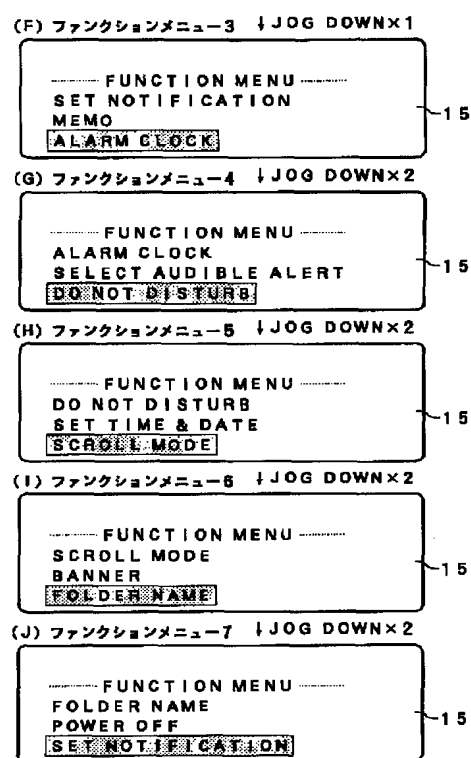 (F) ファンクションメニュー3 ↓JOG DOWN×1
FUNCTION MENU
SET NOTIFICATION
MEMO
ALARM CLOCK
15
(G) ファンクションメニュー4 ↓JOG DOWN×2
FUNCTION MENU
ALARM CLOCK
SELECT AUDIBLE ALERT
DO NOT DISTURB
15
(H) ファンクションメニュー5 ↓JOG DOWN×2
FUNCTION MENU
DO NOT DISTURB
SET TIME & DATE
SCROLL MODE
15
(I) ファンクションメニュー6 ↓JOG DOWN×2
FUNCTION MENU
SCROLL MODE
BANNER
FOLDER NAME
15
(J) ファンクションメニュー7 ↓JOG DOWN×2
FUNCTION MENU
FOLDER NAME
POWER OFF
SET NOTIFICATION
15